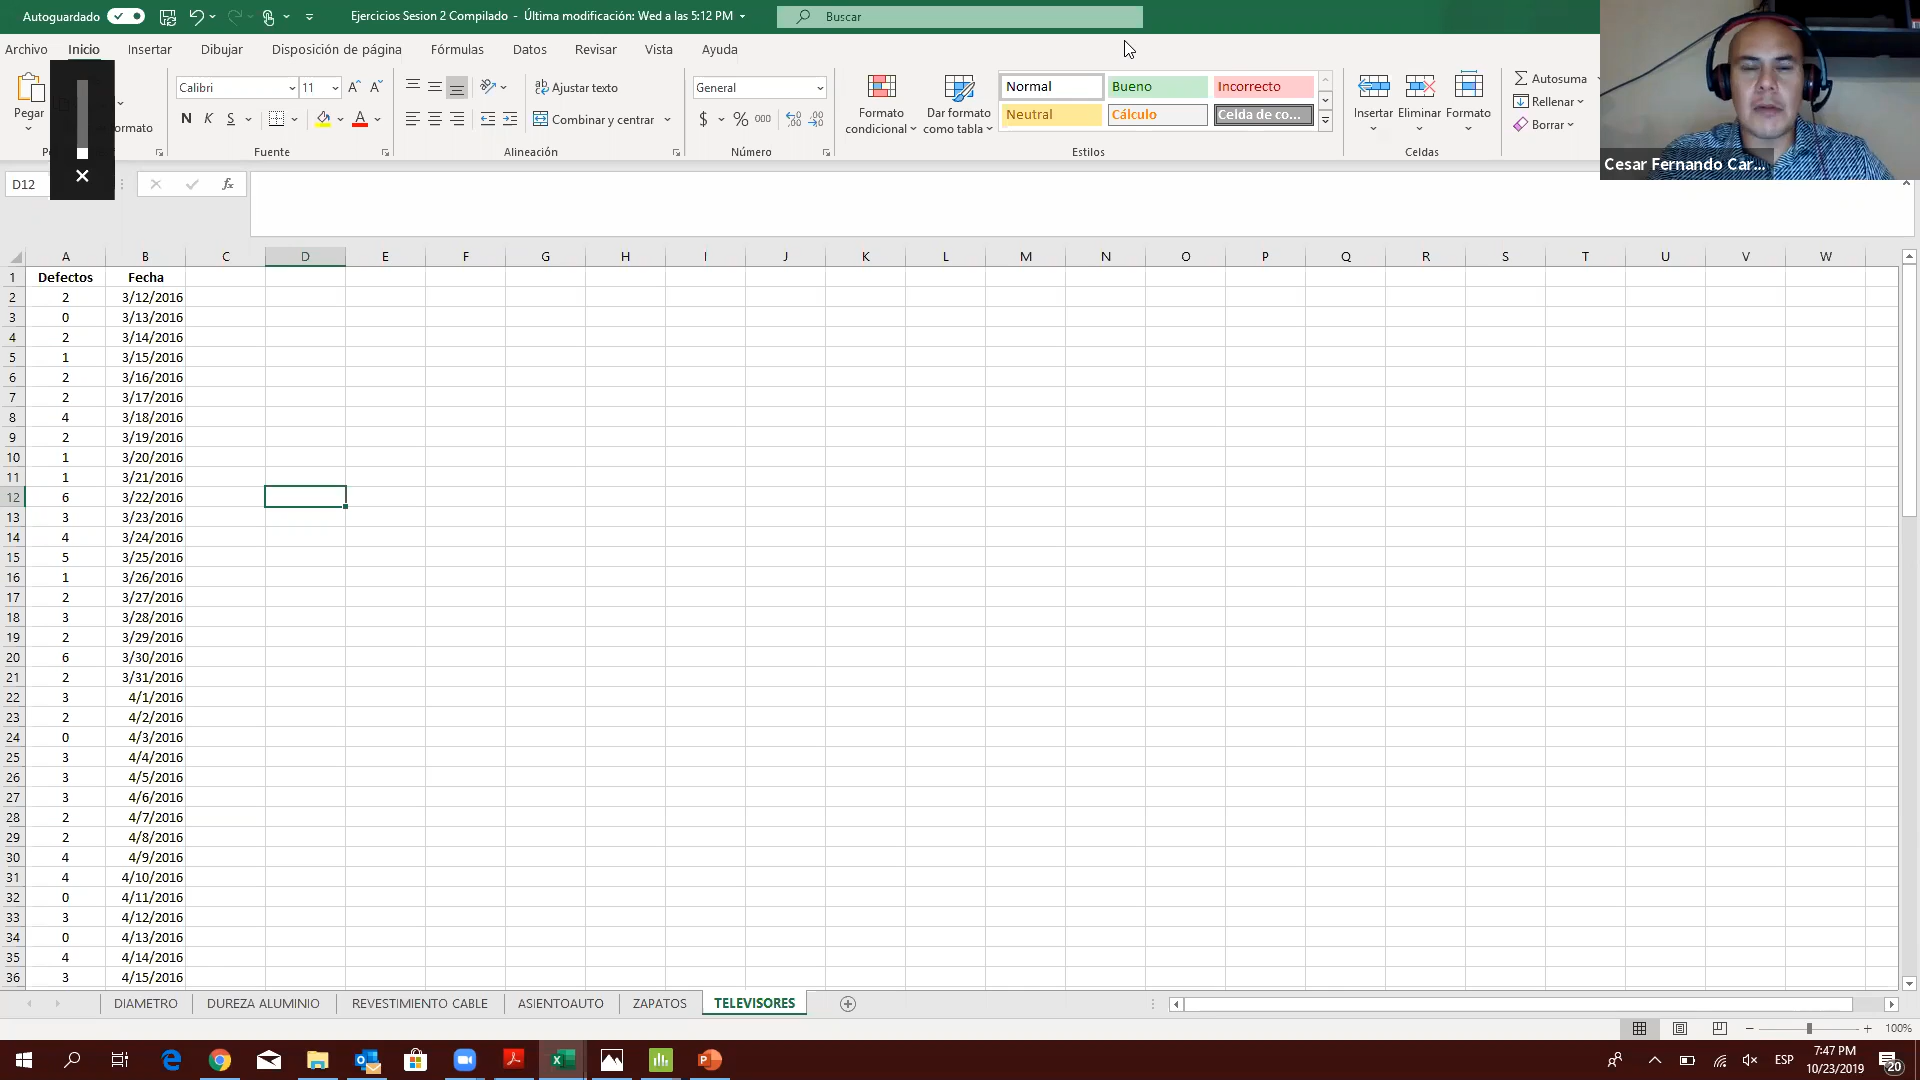 Autoguardado
Ejercicios Sesion 2 Compilado - Última modificación: Wed a las 5:12 PM
Buscar
Archivo Inicio Insertar Dibujar Disposición de página Fórmulas Datos Revisar Vista Ayuda
Pegar
formato
Calibri 11
N K S
Fuente
Ajustar texto
Combinar y centrar
Alineación
General
$ % 000
Número
Formato condicional
Dar formato como tabla
Normal Bueno Incorrecto
Neutral Cálculo Celda de co...
Estilos
Insertar Eliminar Formato
Celdas
Autosuma
Rellenar
Borrar
Cesar Fernando Car...
D12 fx
A B C D E F G H I J K L M N O P Q R S T U V W
1 Defectos Fecha
2 2 3/12/2016
3 0 3/13/2016
4 2 3/14/2016
5 1 3/15/2016
6 2 3/16/2016
7 2 3/17/2016
8 4 3/18/2016
9 2 3/19/2016
10 1 3/20/2016
11 1 3/21/2016
12 6 3/22/2016
13 3 3/23/2016
14 4 3/24/2016
15 5 3/25/2016
16 1 3/26/2016
17 2 3/27/2016
18 3 3/28/2016
19 2 3/29/2016
20 6 3/30/2016
21 2 3/31/2016
22 3 4/1/2016
23 2 4/2/2016
24 0 4/3/2016
25 3 4/4/2016
26 3 4/5/2016
27 3 4/6/2016
28 2 4/7/2016
29 2 4/8/2016
30 4 4/9/2016
31 4 4/10/2016
32 0 4/11/2016
33 3 4/12/2016
34 0 4/13/2016
35 4 4/14/2016
36 3 4/15/2016
DIAMETRO DUREZA ALUMINIO REVESTIMIENTO CABLE ASIENTOAUTO ZAPATOS TELEVISORES
100%
ESP
7:47 PM
10/23/2019
20